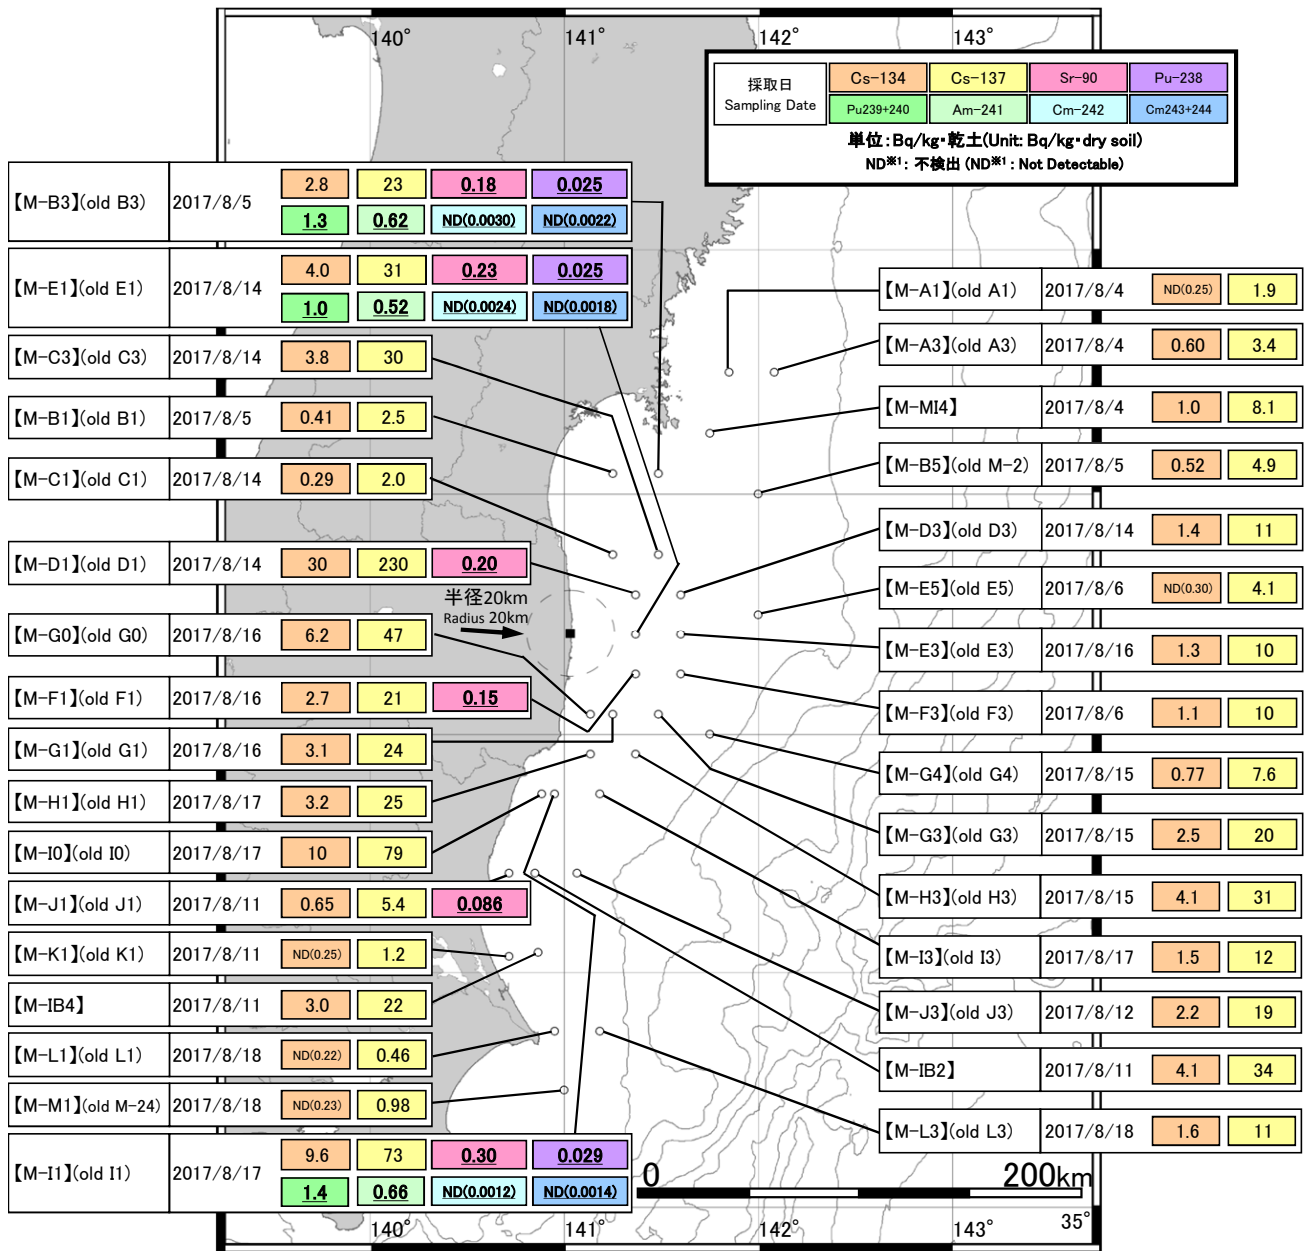 140° 141° 142° 143°
採取日
Sampling Date
Cs-134 Cs-137 Sr-90 Pu-238
Pu239+240 Am-241 Cm-242 Cm243+244
単位:Bq/kg・乾土(Unit: Bq/kg・dry soil)
ND※1: 不検出 (ND※1: Not Detectable)
【M-B3】(old B3) 2017/8/5 2.8 23 0.18 0.025
1.3 0.62 ND(0.0030) ND(0.0022)
【M-E1】(old E1) 2017/8/14 4.0 31 0.23 0.025
1.0 0.52 ND(0.0024) ND(0.0018)
【M-C3】(old C3) 2017/8/14 3.8 30
【M-B1】(old B1) 2017/8/5 0.41 2.5
【M-C1】(old C1) 2017/8/14 0.29 2.0
【M-D1】(old D1) 2017/8/14 30 230 0.20
半径20km
Radius 20km
【M-G0】(old G0) 2017/8/16 6.2 47
【M-F1】(old F1) 2017/8/16 2.7 21 0.15
【M-G1】(old G1) 2017/8/16 3.1 24
【M-H1】(old H1) 2017/8/17 3.2 25
【M-I0】(old I0) 2017/8/17 10 79
【M-J1】(old J1) 2017/8/11 0.65 5.4 0.086
【M-K1】(old K1) 2017/8/11 ND(0.25) 1.2
【M-IB4】 2017/8/11 3.0 22
【M-L1】(old L1) 2017/8/18 ND(0.22) 0.46
【M-M1】(old M-24) 2017/8/18 ND(0.23) 0.98
【M-I1】(old I1) 2017/8/17 9.6 73 0.30 0.029
1.4 0.66 ND(0.0012) ND(0.0014)
【M-A1】(old A1) 2017/8/4 ND(0.25) 1.9
【M-A3】(old A3) 2017/8/4 0.60 3.4
【M-MI4】 2017/8/4 1.0 8.1
【M-B5】(old M-2) 2017/8/5 0.52 4.9
【M-D3】(old D3) 2017/8/14 1.4 11
【M-E5】(old E5) 2017/8/6 ND(0.30) 4.1
【M-E3】(old E3) 2017/8/16 1.3 10
【M-F3】(old F3) 2017/8/6 1.1 10
【M-G4】(old G4) 2017/8/15 0.77 7.6
【M-G3】(old G3) 2017/8/15 2.5 20
【M-H3】(old H3) 2017/8/15 4.1 31
【M-I3】(old I3) 2017/8/17 1.5 12
【M-J3】(old J3) 2017/8/12 2.2 19
【M-IB2】 2017/8/11 4.1 34
【M-L3】(old L3) 2017/8/18 1.6 11
0 200km
35°
140° 141° 142° 143°